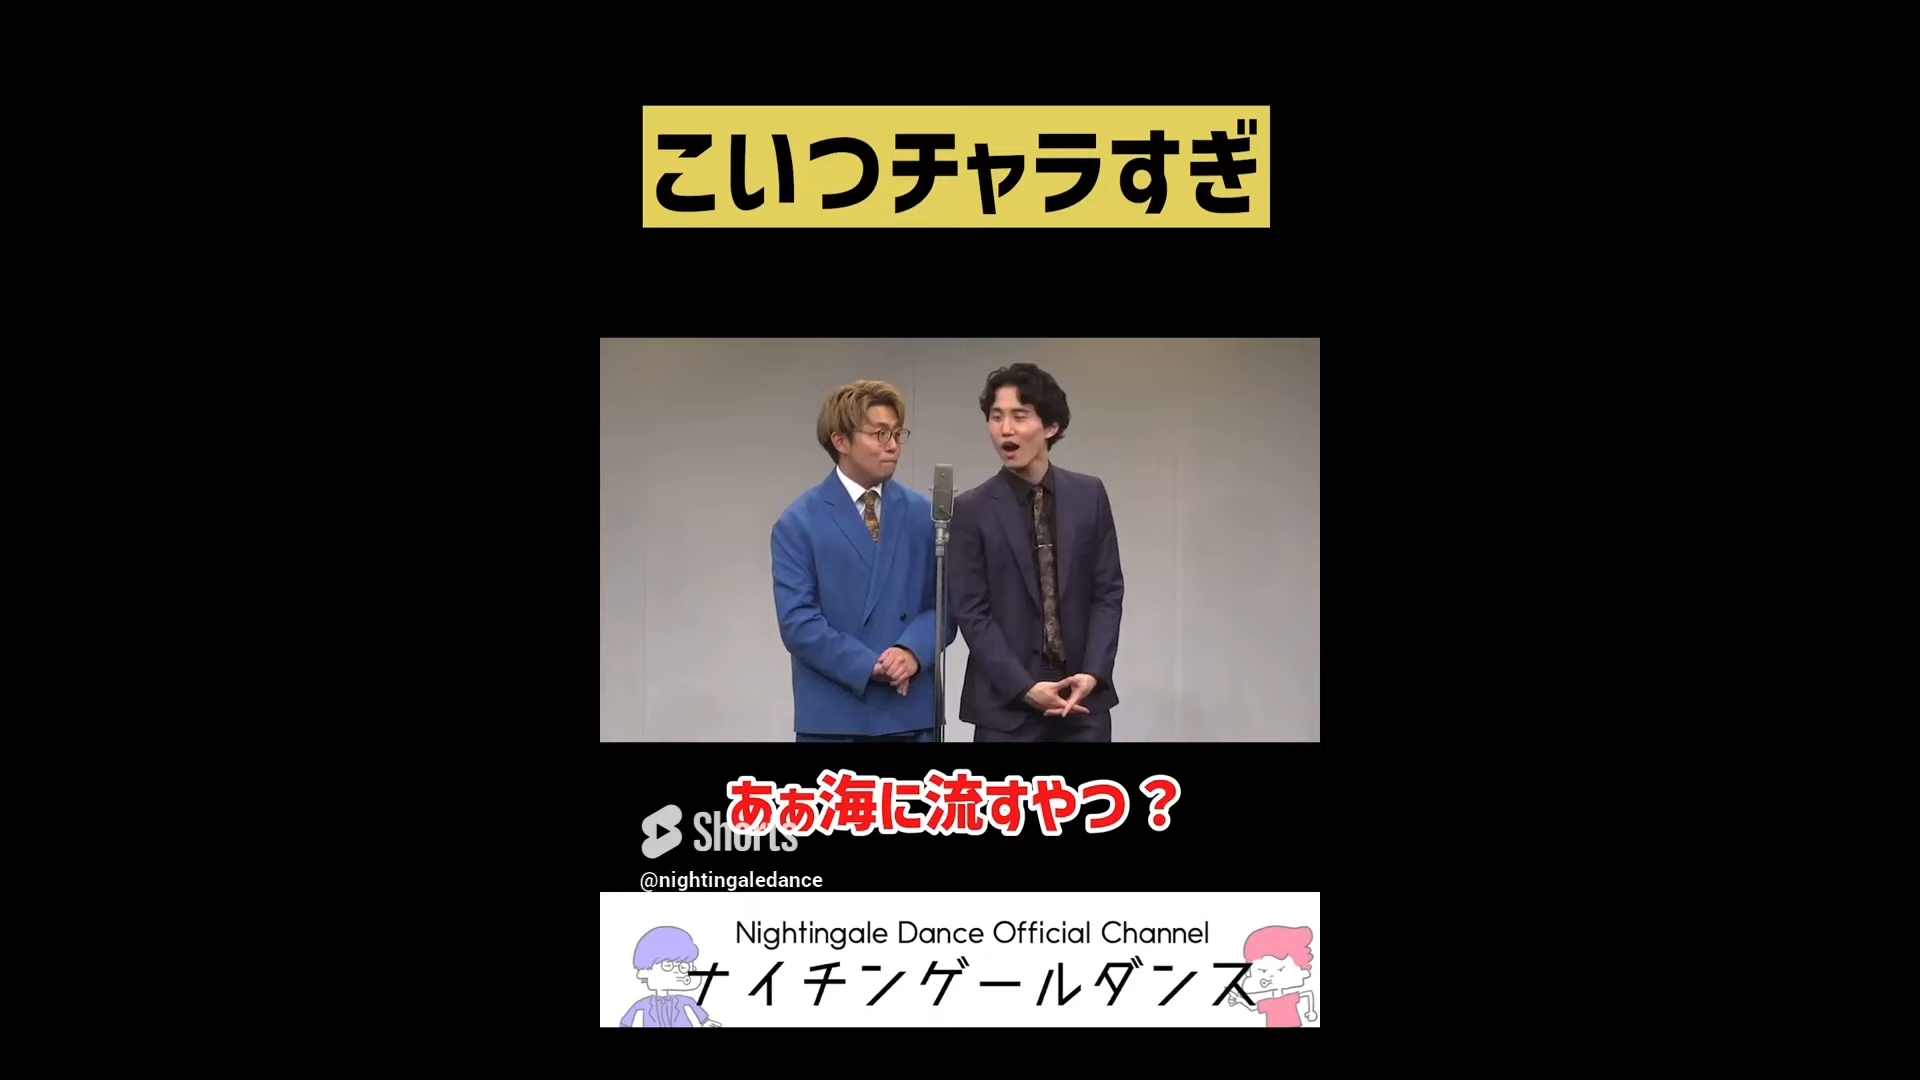 こいつチャラすぎ
あぁ海に流すやつ？
Shorts
@nightingaledance
Nightingale Dance Official Channel
ナイチンゲールダンス